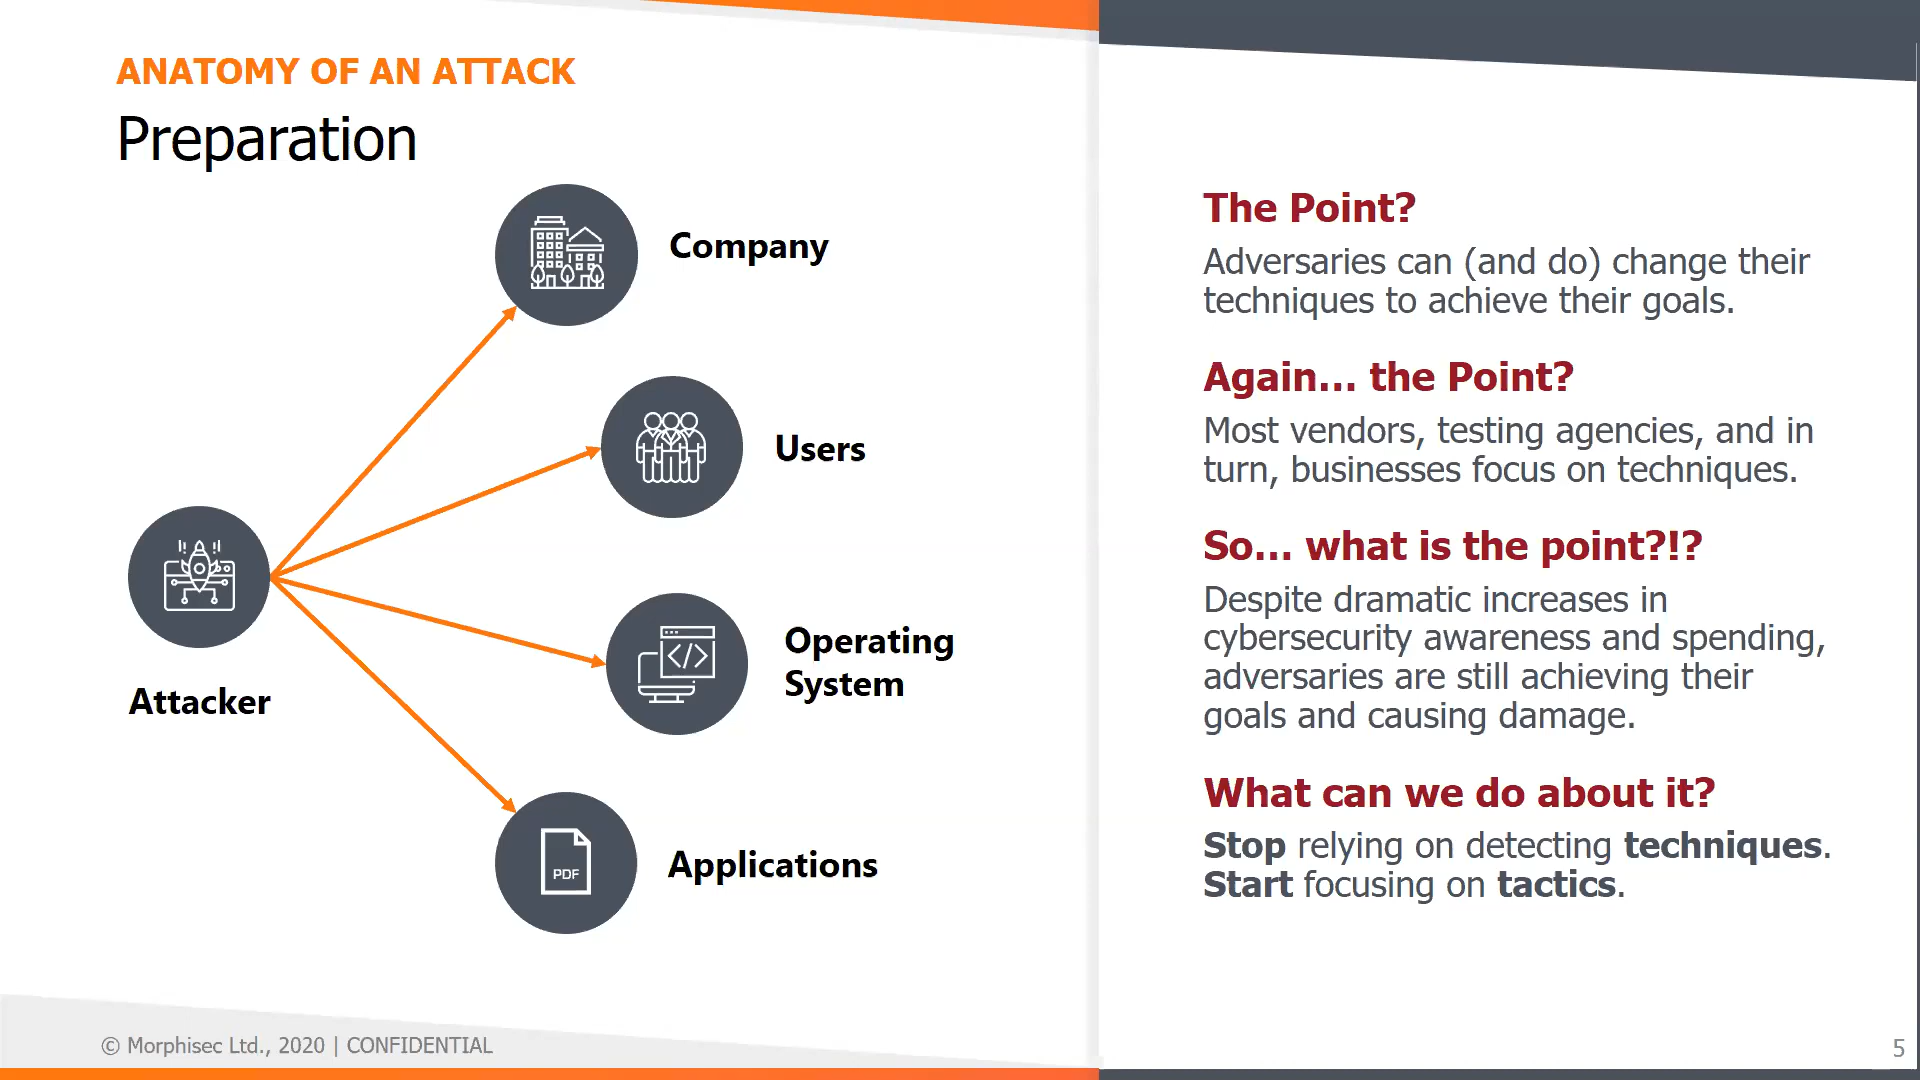 ANATOMY OF AN ATTACK
Preparation
Company
Users
Attacker
Operating
System
PDF
Applications
The Point?
Adversaries can (and do) change their
techniques to achieve their goals.
Again... the Point?
Most vendors, testing agencies, and in
turn, businesses focus on techniques.
So... what is the point?!?
Despite dramatic increases in
cybersecurity awareness and spending,
adversaries are still achieving their
goals and causing damage.
What can we do about it?
Stop relying on detecting techniques.
Start focusing on tactics.
© Morphisec Ltd., 2020 | CONFIDENTIAL
5